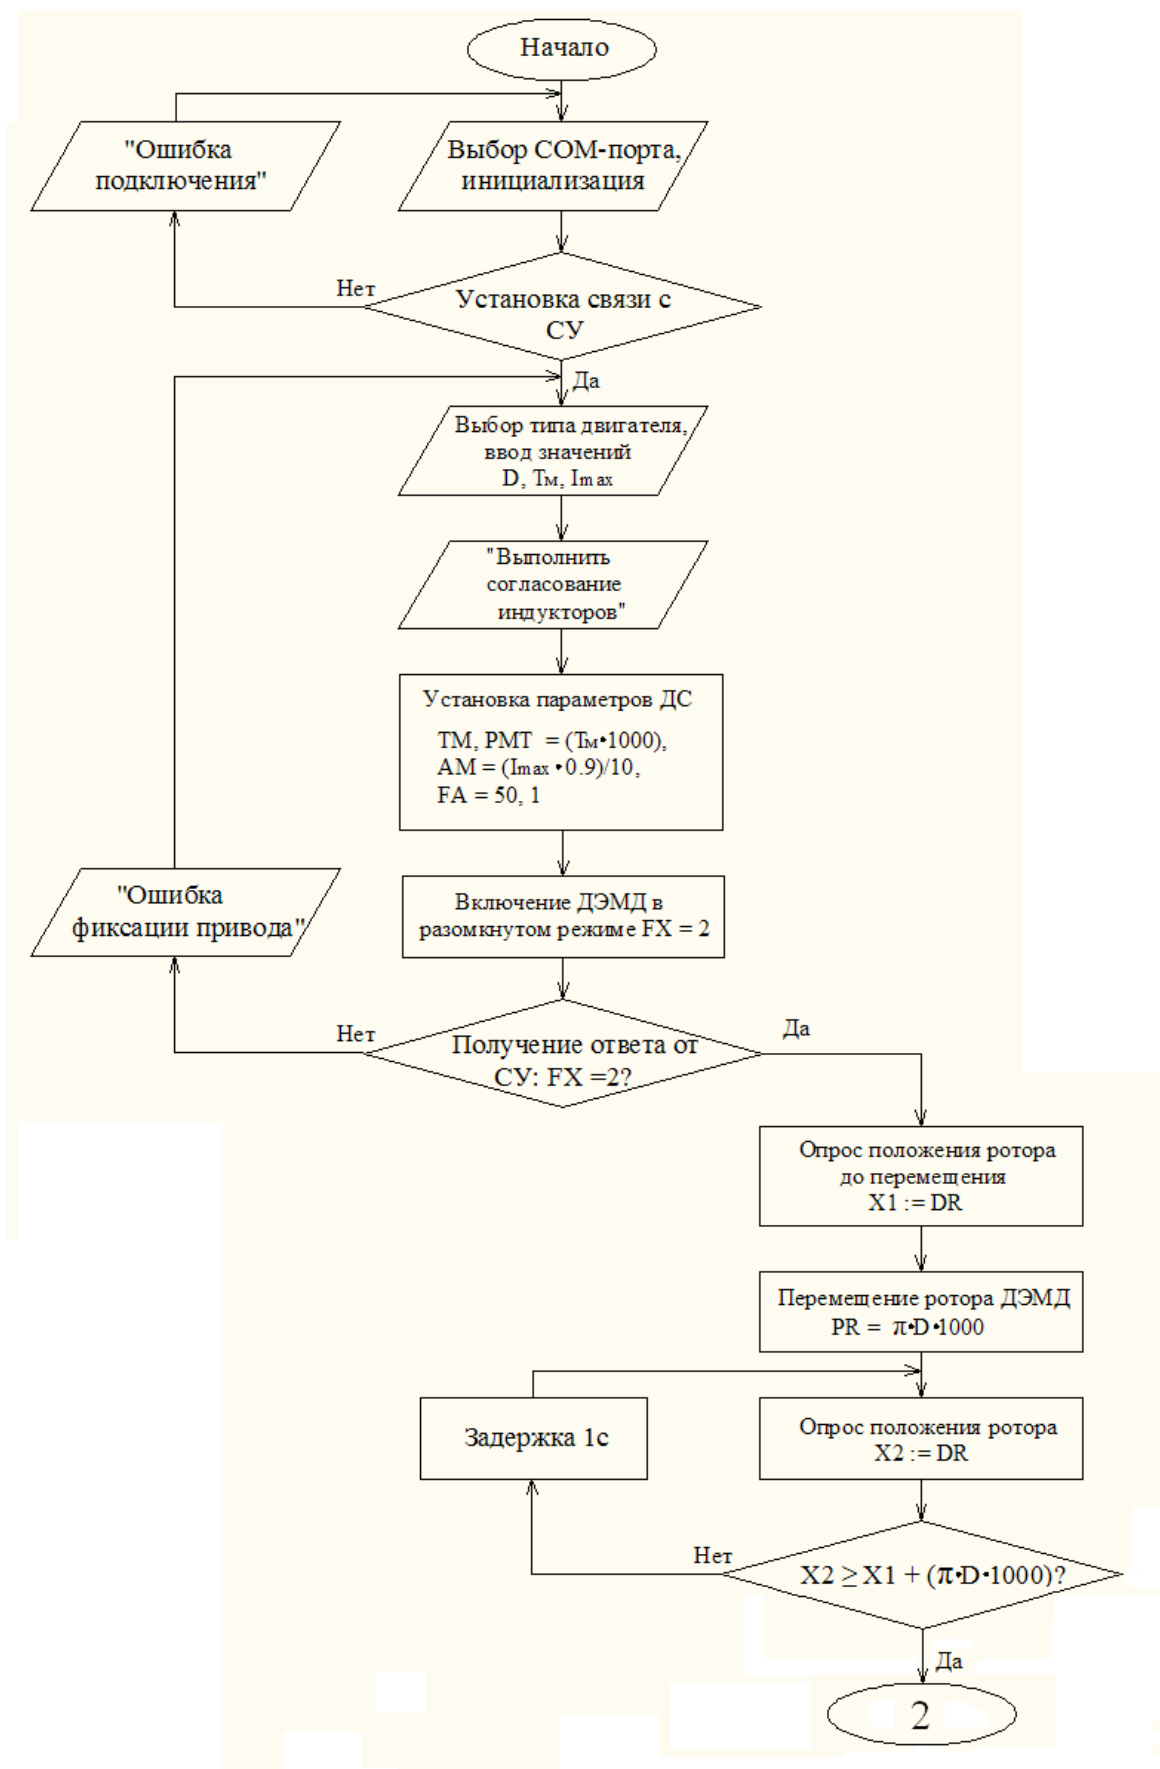 Начало
"Ошибка
подключения"
Выбор COM-порта,
инициализация
Нет
Установка связи с
СУ
Да
Выбор типа двигателя,
ввод значений
D, Tм, Imax
"Выполнить
согласование
индукторов"
Установка параметров ДС
TM, PMT = (Tм•1000),
AM = (Imax •0.9)/10,
FA = 50, 1
"Ошибка
фиксации привода"
Включение ДЭМД в
разомкнутом режиме FX = 2
Нет
Получение ответа от
СУ: FX =2?
Да
Опрос положения ротора
до перемещения
X1 := DR
Перемещение ротора ДЭМД
PR = π•D•1000
Задержка 1с
Опрос положения ротора
X2 := DR
Нет
X2 ≥ X1 + (π•D•1000)?
Да
2